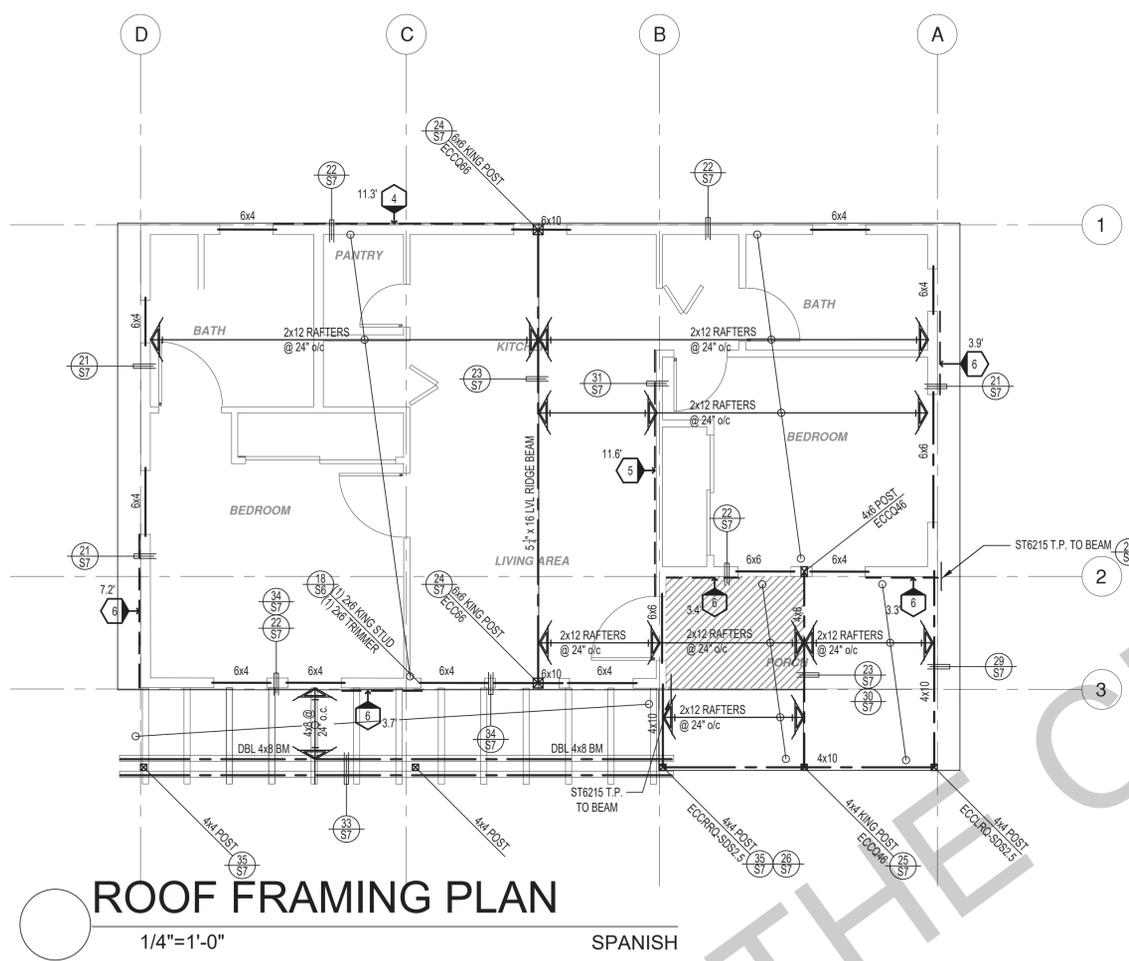 D
C
B
A
24
S7
6x6 KING POST
ECCQ66
22
S7
22
S7
11.3'
4
6x4
6x10
6x4
1
PANTRY
BATH
BATH
6x4
6x4
2x12 RAFTERS
@ 24" o/c
2x12 RAFTERS
@ 24" o/c
3.9'
6
21
S7
23
S7
31
S7
21
S7
2x12 RAFTERS
@ 24" o/c
BEDROOM
6x6
11.6'
5
5 1/2" x 16 LVL RIDGE BEAM
6x4
BEDROOM
4x6 POST
ECCQ46
22
S7
21
S7
LIVING AREA
6x6
6x4
ST6215 T.P. TO BEAM
2
7.2'
6
34
S7
22
S7
18
S6
(1) 2x6 KING STUD
(1) 2x6 TRIMMER
24
S7
6x6 KING POST
ECC66
6x6
3.4'
6
4x8
3.3'
6
2x12 RAFTERS
@ 24" o/c
2x12 RAFTERS
@ 24" o/c
2x12 RAFTERS
@ 24" o/c
PORCH
29
S7
23
S7
30
S7
4x10
6x4
6x4
6x4
6x10
6x4
3
6
3.7'
4x8 @
24" o.c.
34
S7
4x10
2x12 RAFTERS
@ 24" o/c
DBL 4x8 BM
DBL 4x8 BM
4x10
ST6215 T.P.
TO BEAM
33
S7
4x4 POST
35
S7
4x4 POST
4x4 POST
ECCRRQ-SDS2.5
35
S7
26
S7
4x4 KING POST
ECCQ46
25
S7
4x4 POST
ECCLRQ-SDS2.5
ROOF FRAMING PLAN
1/4"=1'-0"
SPANISH
THE C